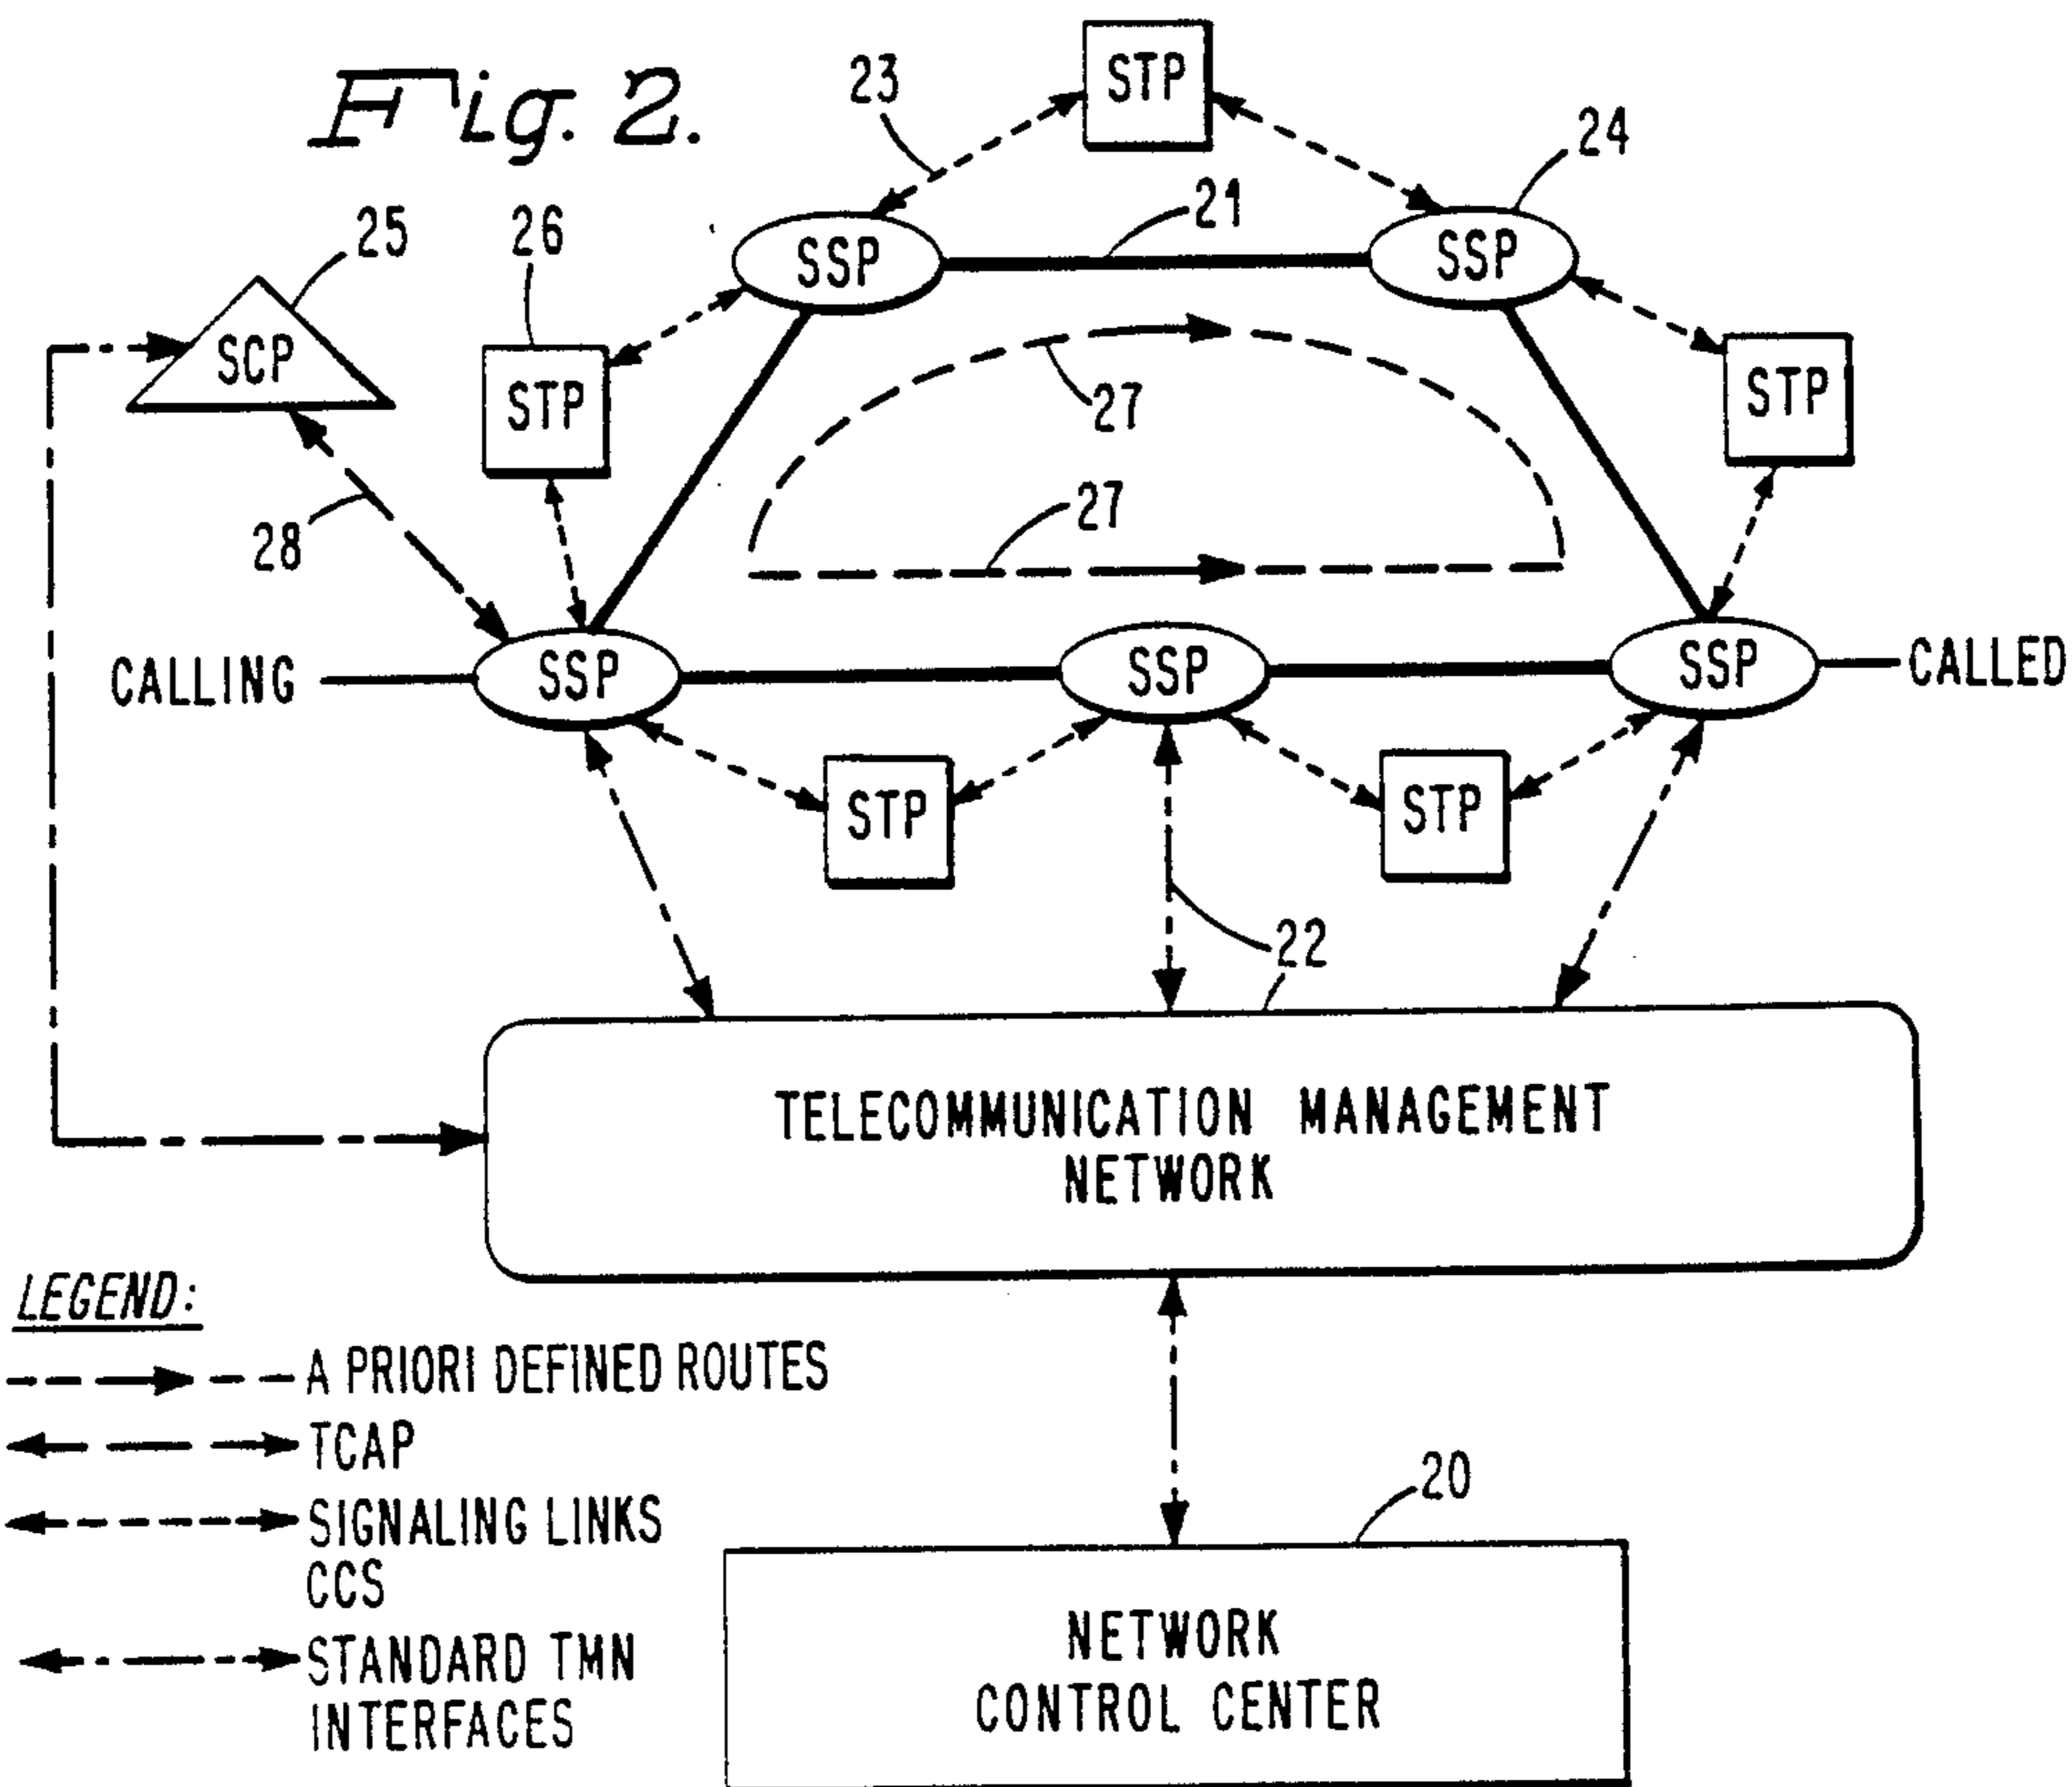 Fig. 2.
STP
23
24
21
SSP
SSP
25
26
SCP
STP
27
STP
27
28
CALLING
SSP
SSP
SSP
CALLED
STP
STP
22
TELECOMMUNICATION MANAGEMENT
NETWORK
LEGEND:
A PRIORI DEFINED ROUTES
TCAP
SIGNALING LINKS
CCS
STANDARD TMN
INTERFACES
20
NETWORK
CONTROL CENTER